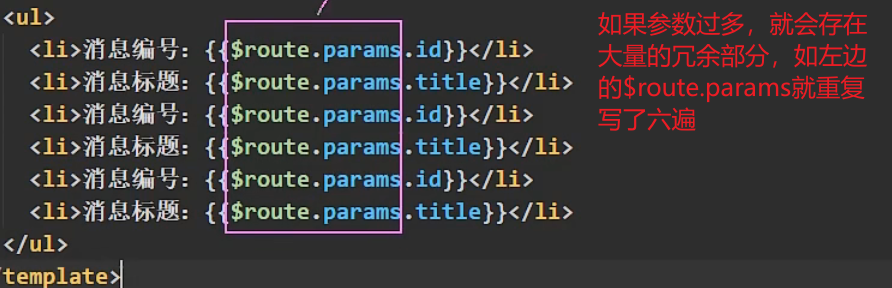 <ul>
<li>消息编号：{{$route.params.id}}</li>
<li>消息标题：{{$route.params.title}}</li>
<li>消息编号：{{$route.params.id}}</li>
<li>消息标题：{{$route.params.title}}</li>
<li>消息编号：{{$route.params.id}}</li>
<li>消息标题：{{$route.params.title}}</li>
</ul>
template>
如果参数过多，就会存在
大量的冗余部分，如左边
的$route.params就重复
写了六遍